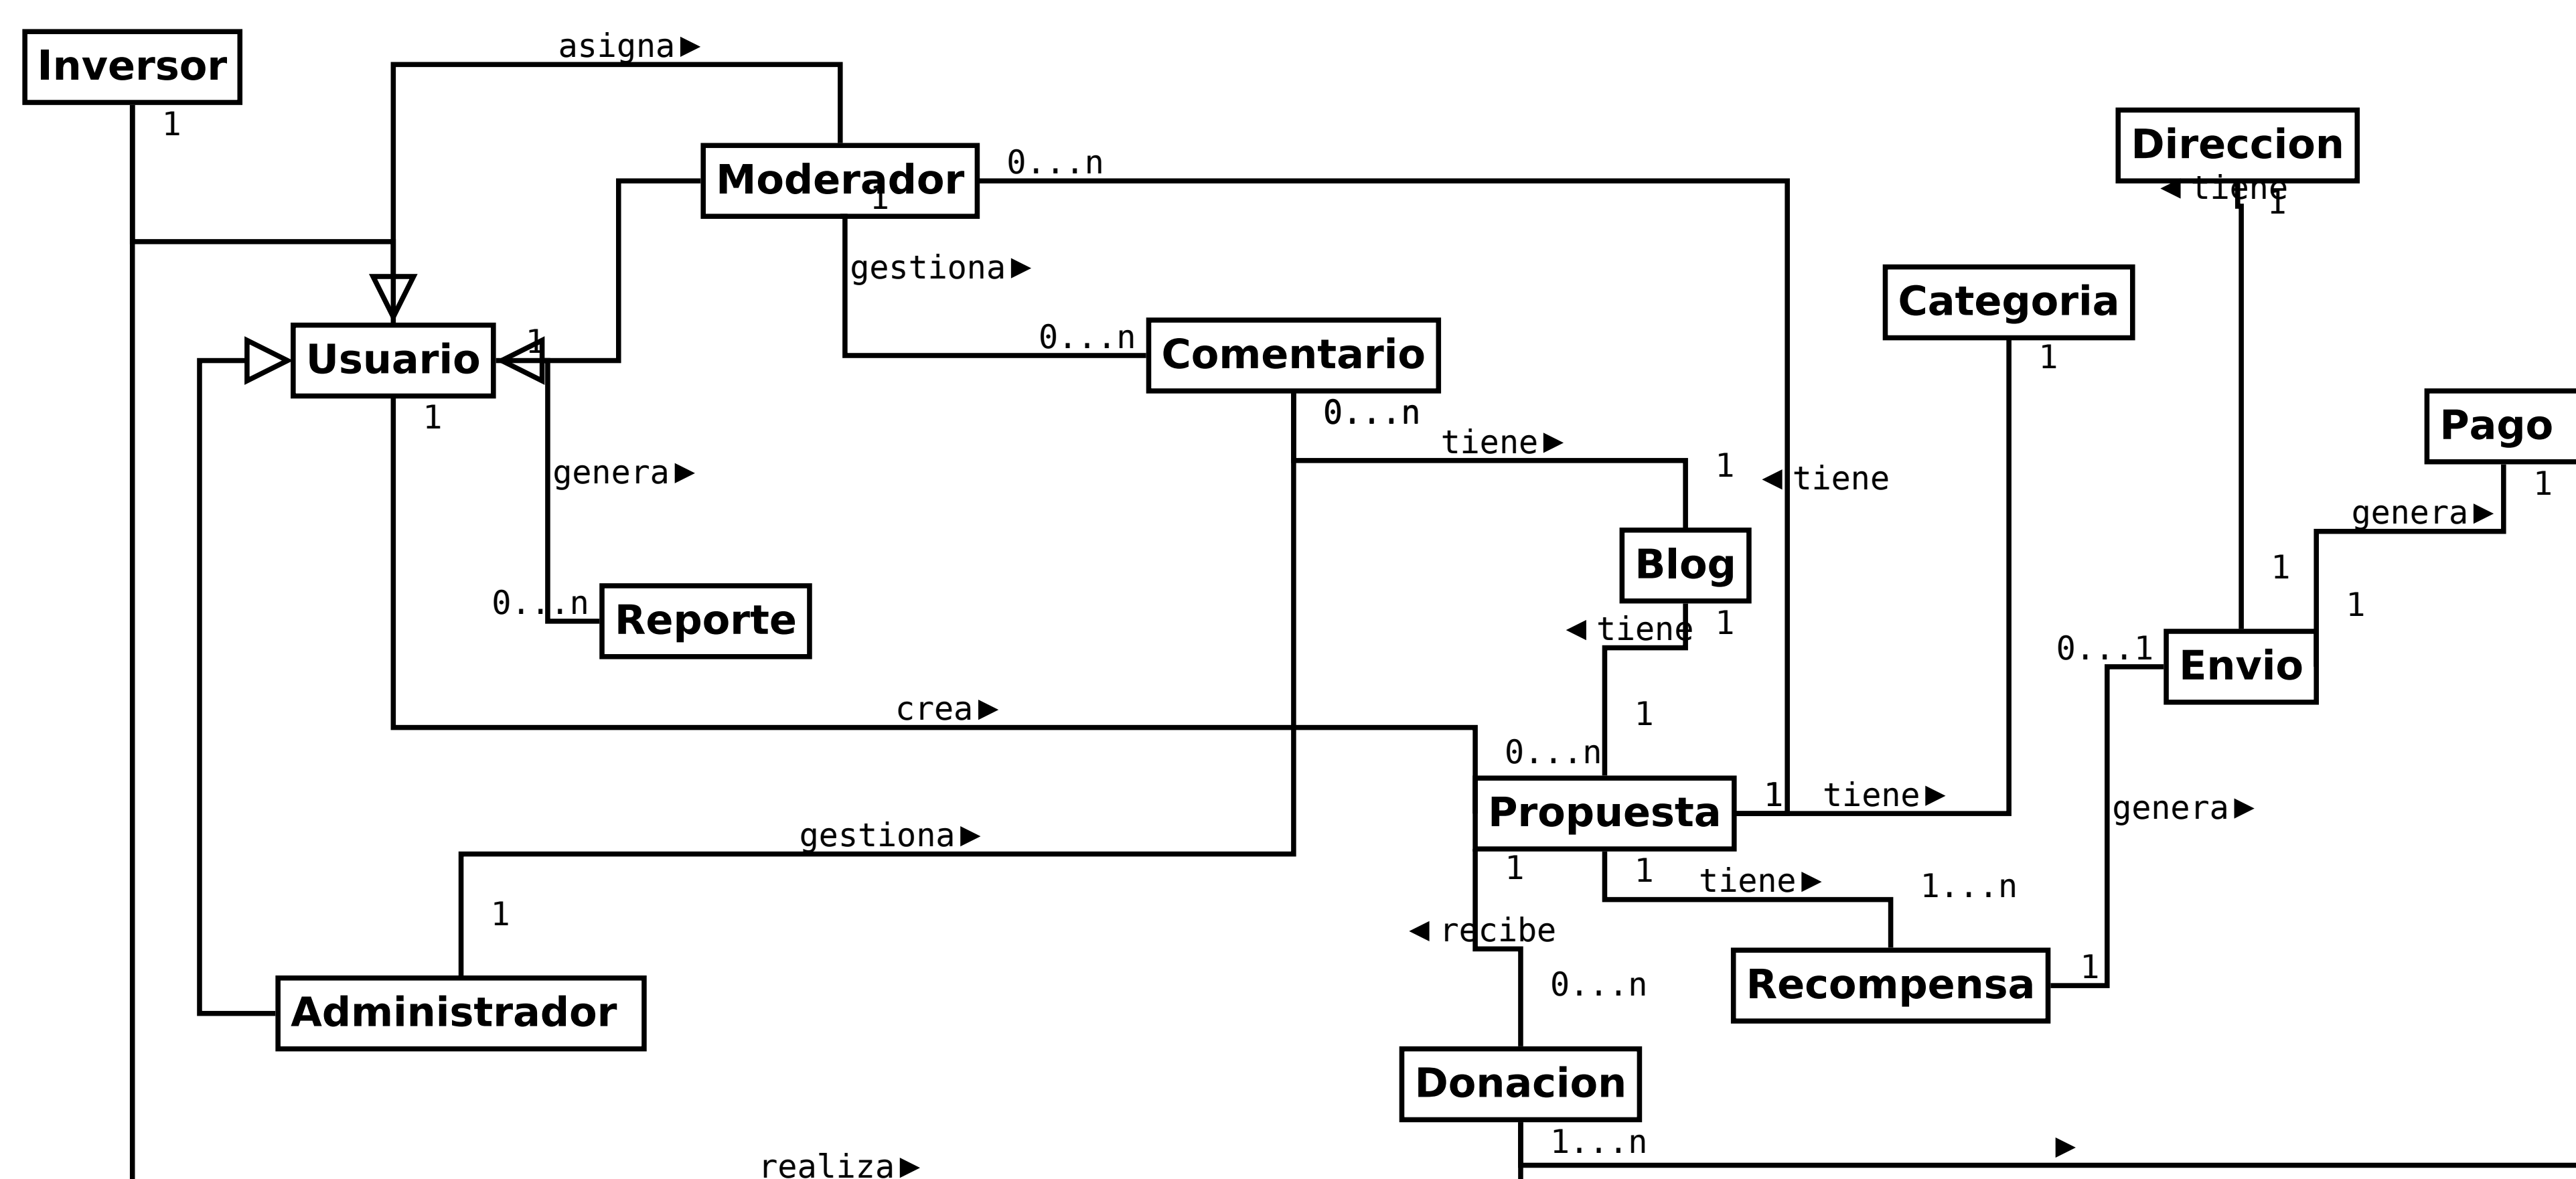 asigna
Inversor
1
Direccion
0...n
Moderador
1
tiene
1
gestiona
Categoria
0...n
1
Comentario
1
Usuario
1
0...n
Pago
tiene
1
tiene
1
genera
genera
Blog
1
1
0...n
Reporte
1
tiene
0...1
Envio
crea
1
0...n
1
tiene
genera
Propuesta
gestiona
1
1
tiene
1...n
1
recibe
1
0...n
Recompensa
Administrador
Donacion
1...n
realiza